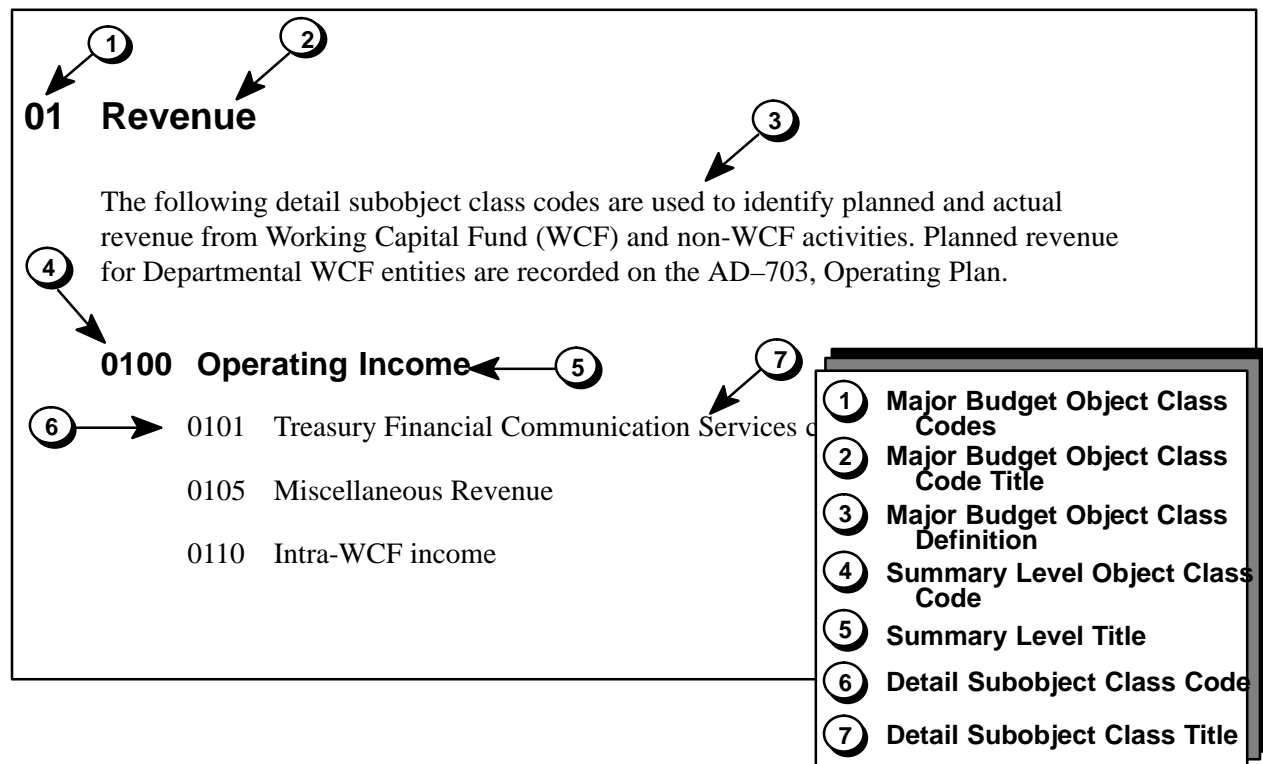 1 2
01 Revenue
3
The following detail subobject class codes are used to identify planned and actual
revenue from Working Capital Fund (WCF) and non-WCF activities. Planned revenue
4 for Departmental WCF entities are recorded on the AD–703, Operating Plan.
0100 Operating Income 5 7
6 0101 Treasury Financial Communication Services
0105 Miscellaneous Revenue
0110 Intra-WCF income
1 Major Budget Object Class
Codes
2 Major Budget Object Class
Code Title
3 Major Budget Object Class
Definition
4 Summary Level Object Class
Code
5 Summary Level Title
6 Detail Subobject Class Code
7 Detail Subobject Class Title